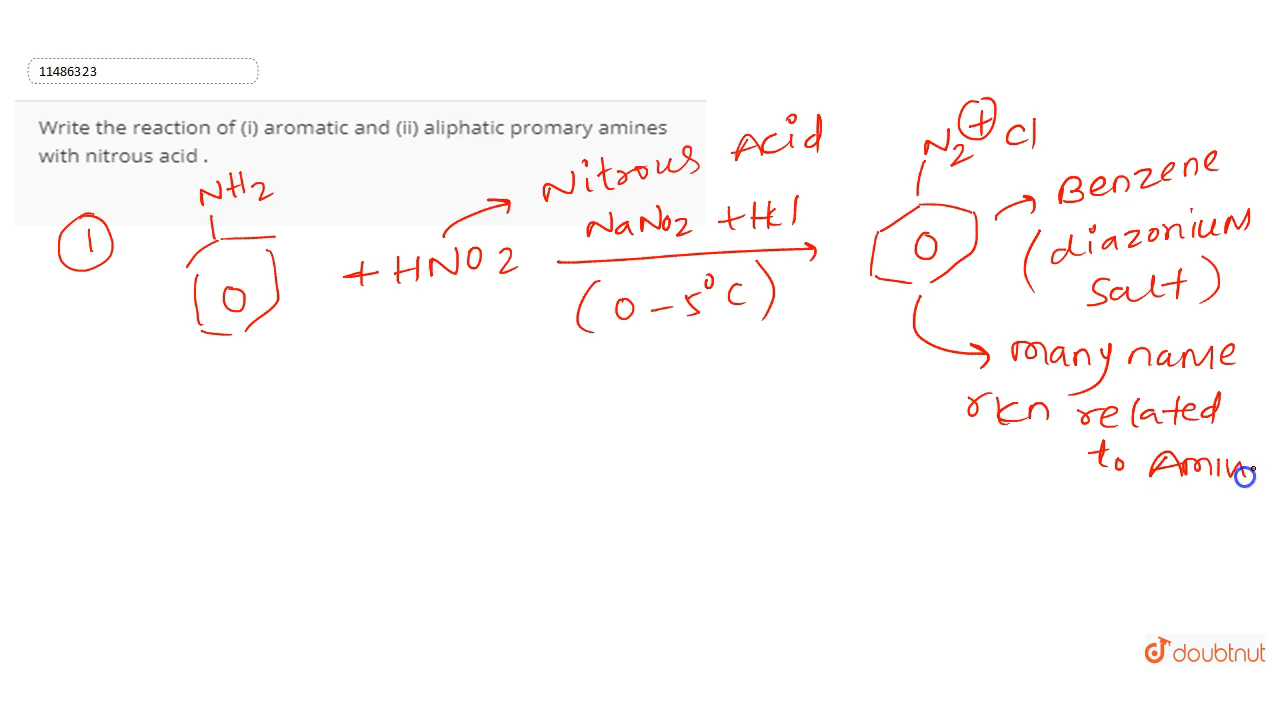 11486323
Write the reaction of (i) aromatic and (ii) aliphatic promary amines
with nitrous acid .
1
NH2
+ HNO2
Nitrous Acid
NaNO2 + HCl
(0 - 5°C)
N2 + Cl
Benzene
(diazonium
salt)
many name
rxn related
to Amin
doubtnut